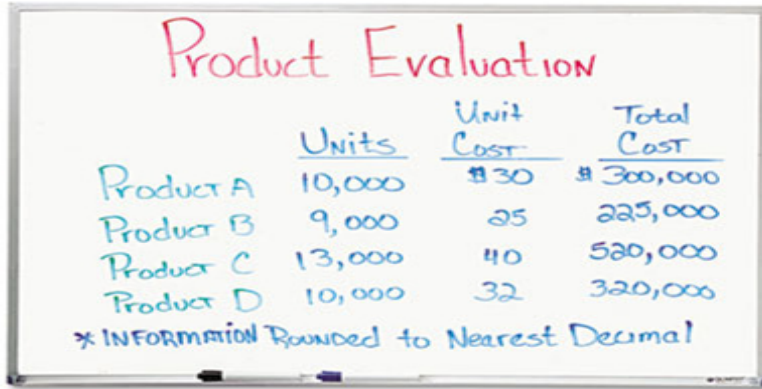 Product Evaluation
Units Unit Cost Total Cost
Product A 10,000 $30 $300,000
Product B 9,000 25 225,000
Product C 13,000 40 520,000
Product D 10,000 32 320,000
* INFORMATION Rounded to Nearest Decimal